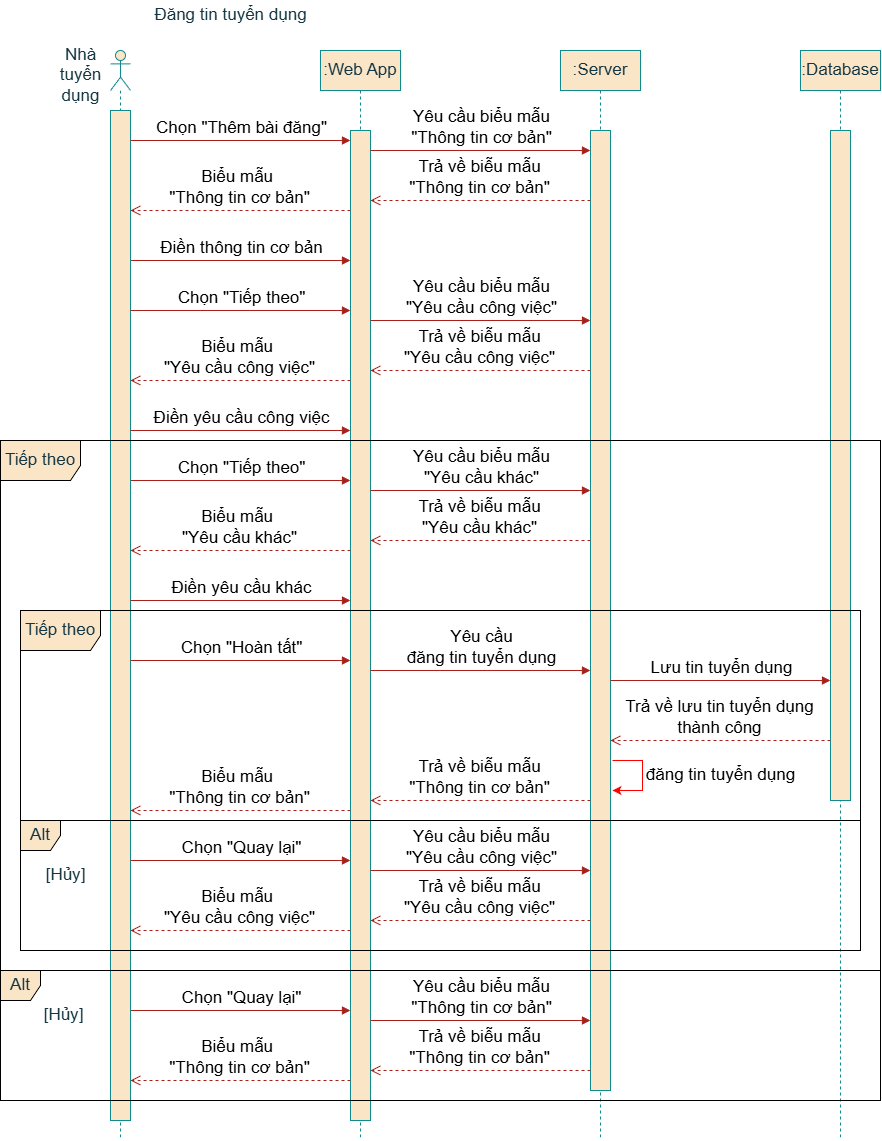 Đăng tin tuyển dụng
Nhà
tuyển
dụng
:Web App
:Server
:Database
Chọn "Thêm bài đăng"
Yêu cầu biểu mẫu
"Thông tin cơ bản"
Trả về biểu mẫu
"Thông tin cơ bản"
Biểu mẫu
"Thông tin cơ bản"
Điền thông tin cơ bản
Chọn "Tiếp theo"
Yêu cầu biểu mẫu
"Yêu cầu công việc"
Trả về biểu mẫu
"Yêu cầu công việc"
Biểu mẫu
"Yêu cầu công việc"
Điền yêu cầu công việc
Tiếp theo
Chọn "Tiếp theo"
Yêu cầu biểu mẫu
"Yêu cầu khác"
Trả về biểu mẫu
"Yêu cầu khác"
Biểu mẫu
"Yêu cầu khác"
Điền yêu cầu khác
Tiếp theo
Chọn "Hoàn tất"
Yêu cầu
đăng tin tuyển dụng
Lưu tin tuyển dụng
Trả về lưu tin tuyển dụng
thành công
đăng tin tuyển dụng
Trả về biểu mẫu
"Thông tin cơ bản"
Biểu mẫu
"Thông tin cơ bản"
Alt
[Hủy]
Chọn "Quay lại"
Yêu cầu biểu mẫu
"Yêu cầu công việc"
Trả về biểu mẫu
"Yêu cầu công việc"
Biểu mẫu
"Yêu cầu công việc"
Alt
[Hủy]
Chọn "Quay lại"
Yêu cầu biểu mẫu
"Thông tin cơ bản"
Trả về biểu mẫu
"Thông tin cơ bản"
Biểu mẫu
"Thông tin cơ bản"